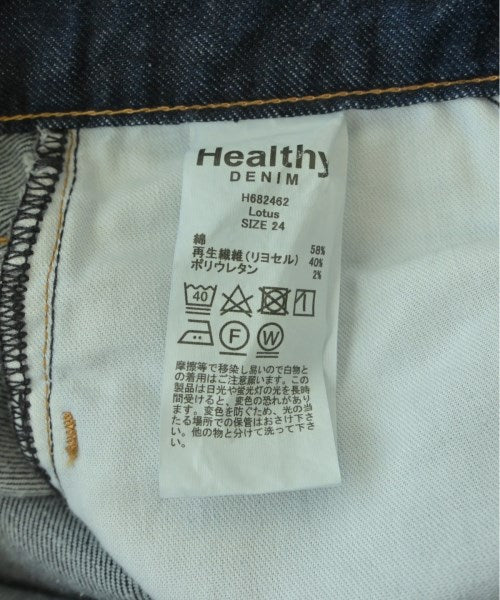 Healthy
DENIM
H682462
Lotus
SIZE 24
綿 58%
再生繊維(リヨセル) 40%
ポリウレタン 2%
40
F W
摩擦等で移染し易いので白物と
の着用はご注意願います。この
製品は日光や蛍光灯の光を長時
間受けると、変色の恐れがあり
ます。変色を防ぐため、光の当
たる場所での保管はおさけ下さ
い。他の物と分けて洗って下さ
い。